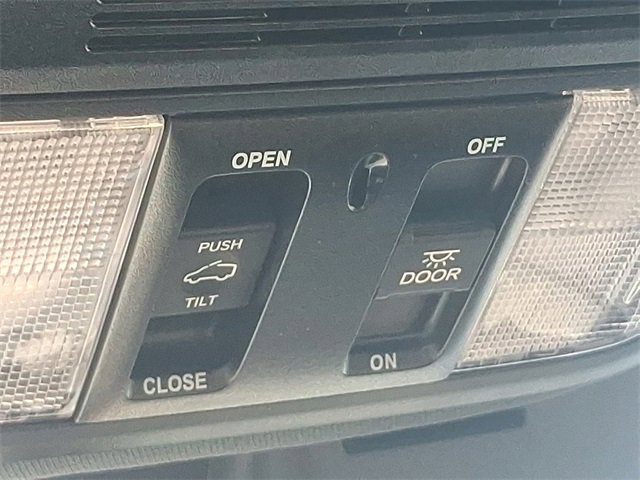 OPEN
PUSH
TILT
CLOSE
OFF
DOOR
ON